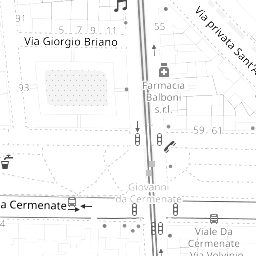 91
5
7
9
11
55
Via Giorgio Briano
Via privata Sant'A
93
Farmacia
Balboni
s.r.l.
59
61
Giovanni
da Cermenate
a Cermenate
Viale Da
Cermenate
Via Volvinio